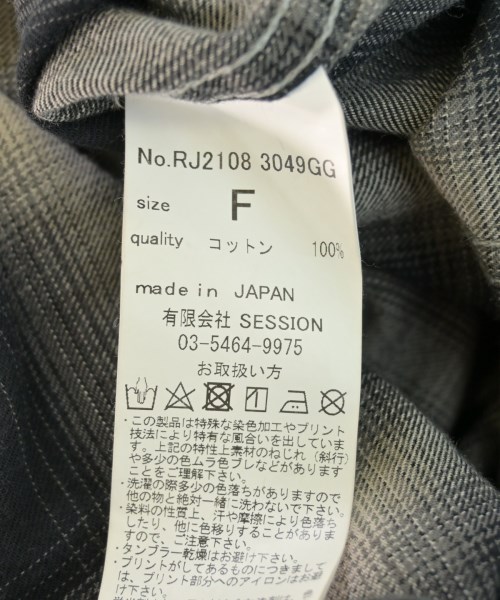 No.RJ2108 3049GG
size F
quality コットン 100%
made in JAPAN
有限会社 SESSION
03-5464-9975
お取扱い方
・この製品は特殊な染色加工やプリント
技法により特有な風合いを出していま
す。上記の特性上素材のねじれ（斜行）
や多少の色ムラ色ブレなどがあります
ことをご理解下さい。
・洗濯の際多少の色落ちがありますので
他の物と絶対一緒に洗わないで下さい。
・染料の性質上、汗や摩擦により色落ち
したり、他に色移りすることがありま
すので、ご注意下さい。
・タンブラー乾燥はお避け下さい。
・プリントがしてあるものにつきまして
は、プリント部分へのアイロンはお避
け下さい。